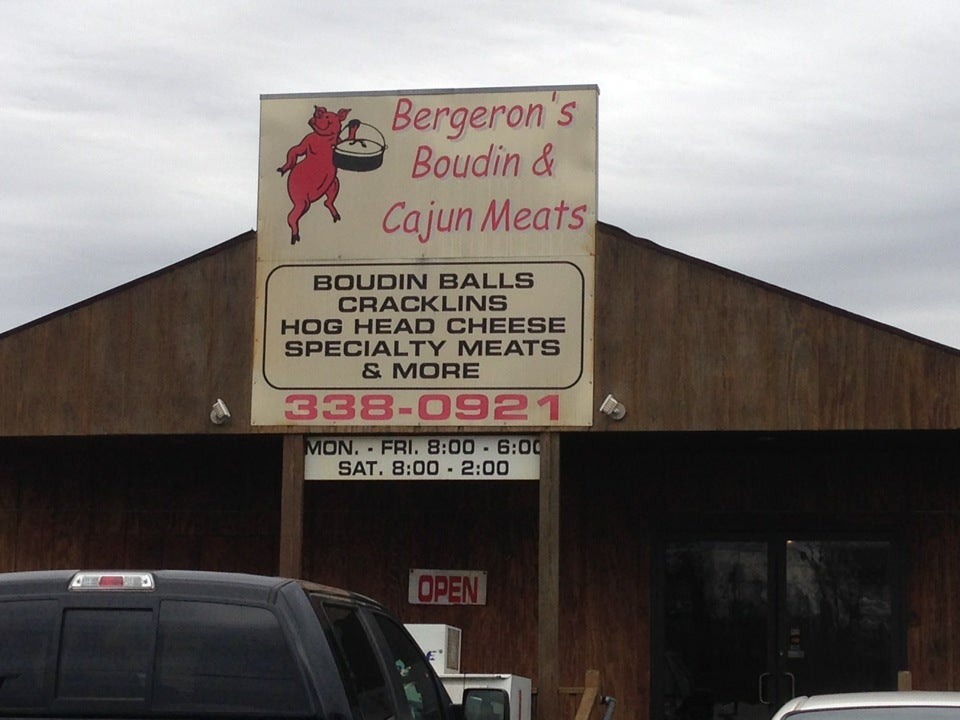 Bergeron's
Boudin &
Cajun Meats
BOUDIN BALLS
CRACKLINS
HOG HEAD CHEESE
SPECIALTY MEATS
& MORE
338-0921
MON. - FRI. 8:00 - 6:00
SAT. 8:00 - 2:00
OPEN